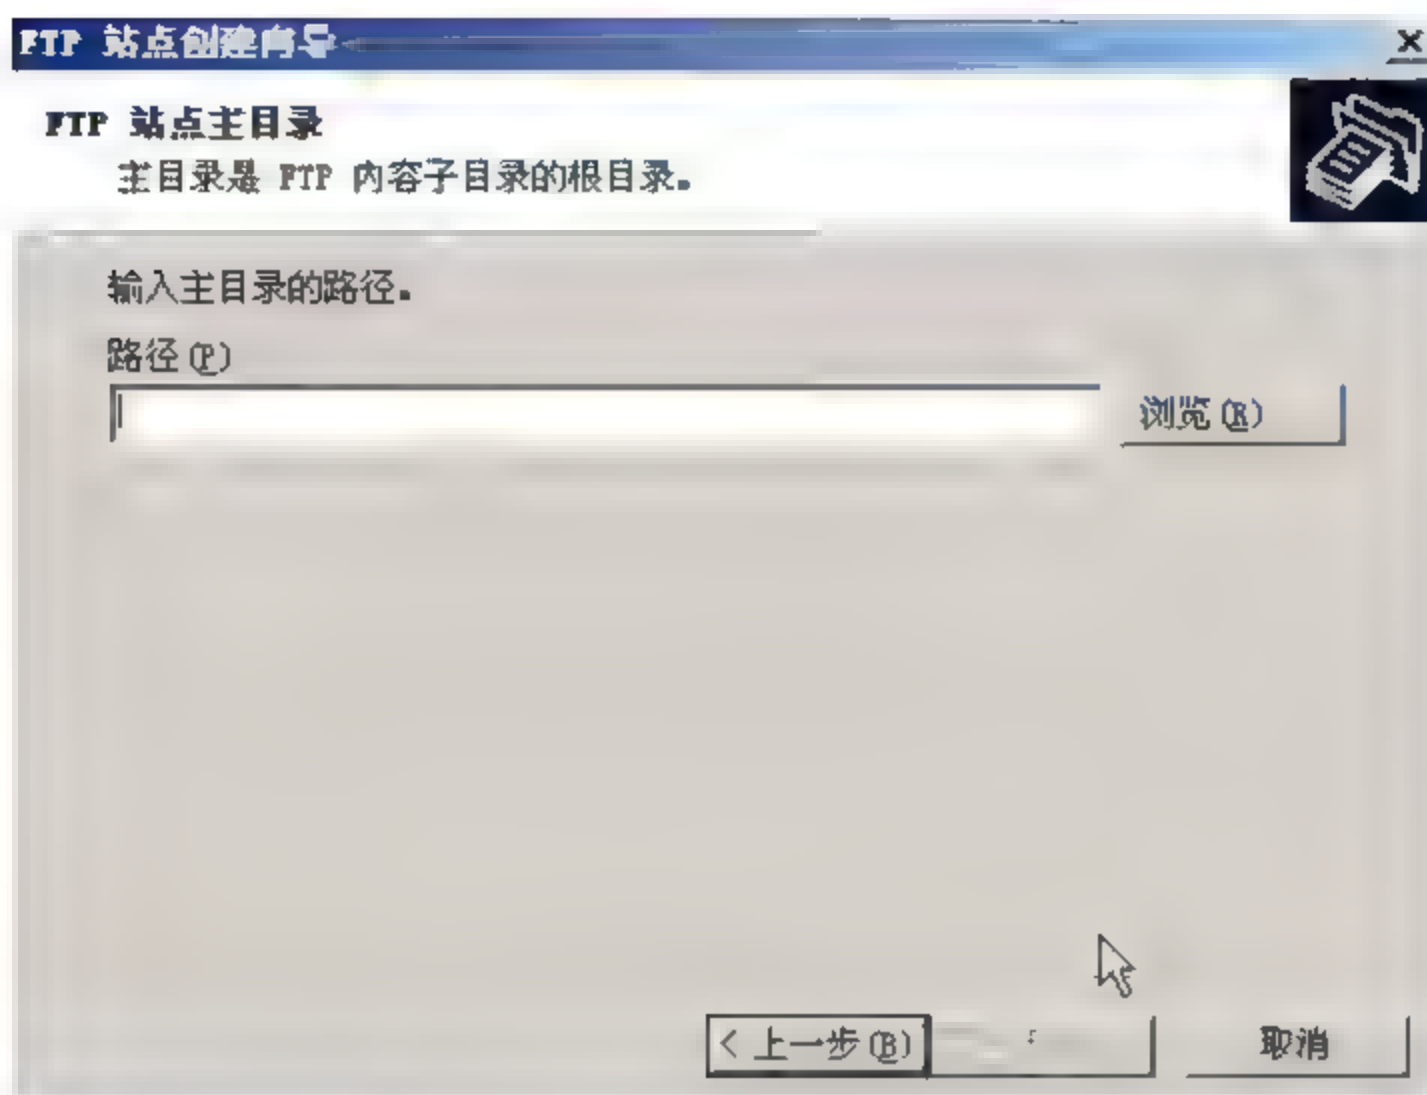 FTP 站点创建向导
FTP 站点主目录
主目录是 FTP 内容子目录的根目录。
输入主目录的路径。
路径(P)
浏览(R)
< 上一步(B)
取消